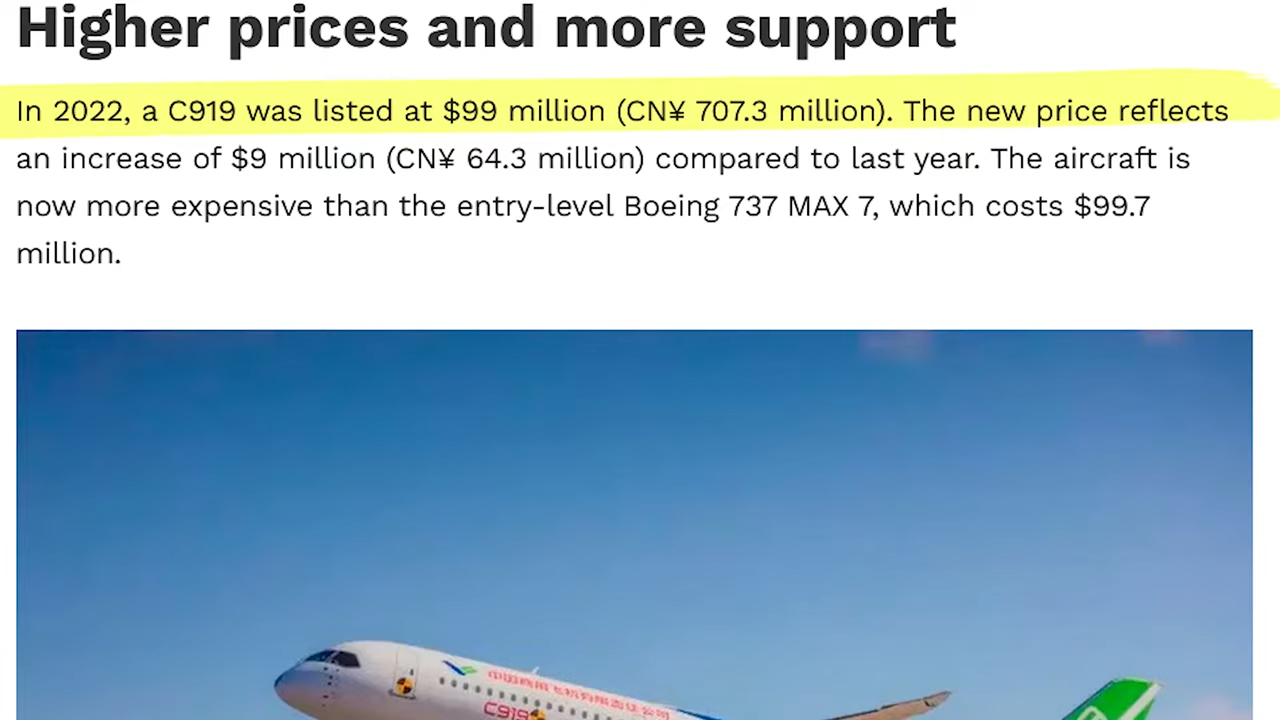 Higher prices and more support
In 2022, a C919 was listed at $99 million (CN¥ 707.3 million). The new price reflects
an increase of $9 million (CN¥ 64.3 million) compared to last year. The aircraft is
now more expensive than the entry-level Boeing 737 MAX 7, which costs $99.7
million.
C919